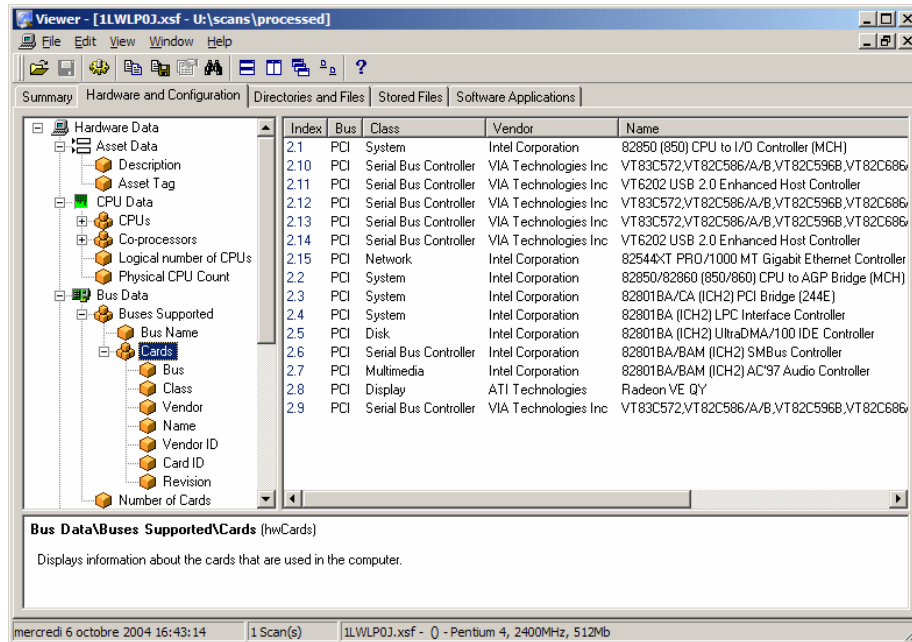 Viewer - [1LWLP0J.xsf - U:\scans\processed]
File Edit View Window Help
Summary Hardware and Configuration Directories and Files Stored Files Software Applications
Hardware Data
Asset Data
Description
Asset Tag
CPU Data
CPUs
Co-processors
Logical number of CPUs
Physical CPU Count
Bus Data
Buses Supported
Bus Name
Cards
Bus
Class
Vendor
Name
Vendor ID
Card ID
Revision
Number of Cards
Index Bus Class Vendor Name
2.1 PCI System Intel Corporation 82850 (850) CPU to I/O Controller (MCH)
2.10 PCI Serial Bus Controller VIA Technologies Inc VT83C572,VT82C586/A/B,VT82C596B,VT82C686/
2.11 PCI Serial Bus Controller VIA Technologies Inc VT6202 USB 2.0 Enhanced Host Controller
2.12 PCI Serial Bus Controller VIA Technologies Inc VT83C572,VT82C586/A/B,VT82C596B,VT82C686/
2.13 PCI Serial Bus Controller VIA Technologies Inc VT83C572,VT82C586/A/B,VT82C596B,VT82C686/
2.14 PCI Serial Bus Controller VIA Technologies Inc VT6202 USB 2.0 Enhanced Host Controller
2.15 PCI Network Intel Corporation 82544XT PRO/1000 MT Gigabit Ethernet Controller
2.2 PCI System Intel Corporation 82850/82860 (850/860) CPU to AGP Bridge (MCH)
2.3 PCI System Intel Corporation 82801BA/CA (ICH2) PCI Bridge (244E)
2.4 PCI System Intel Corporation 82801BA (ICH2) LPC Interface Controller
2.5 PCI Disk Intel Corporation 82801BA (ICH2) UltraDMA/100 IDE Controller
2.6 PCI Serial Bus Controller Intel Corporation 82801BA/BAM (ICH2) SMBus Controller
2.7 PCI Multimedia Intel Corporation 82801BA/BAM (ICH2) AC'97 Audio Controller
2.8 PCI Display ATI Technologies Radeon VE QY
2.9 PCI Serial Bus Controller VIA Technologies Inc VT83C572,VT82C586/A/B,VT82C596B,VT82C686/
Bus Data\Buses Supported\Cards (hwCards)
Displays information about the cards that are used in the computer.
mercredi 6 octobre 2004 16:43:14 1 Scan(s) 1LWLP0J.xsf - () - Pentium 4, 2400MHz, 512Mb